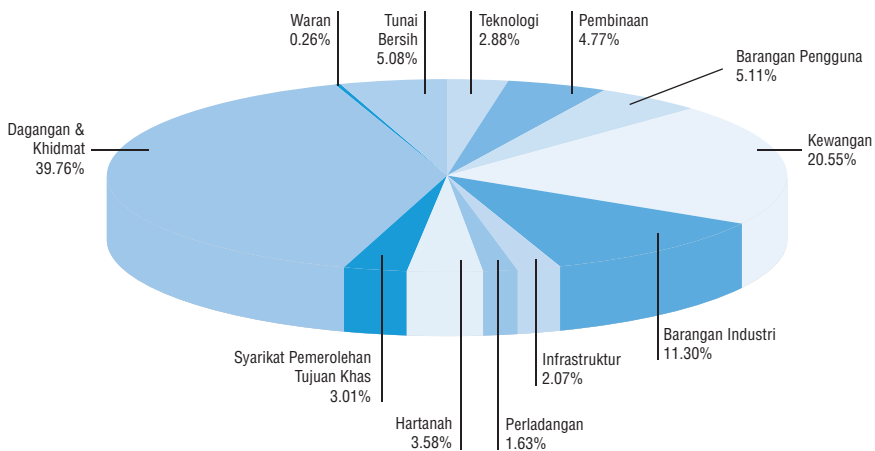 Waran
0.26%
Tunai
Bersih
5.08%
Teknologi
2.88%
Pembinaan
4.77%
Barangan Pengguna
5.11%
Kewangan
20.55%
Barangan Industri
11.30%
Infrastruktur
2.07%
Perladangan
1.63%
Hartanah
3.58%
Syarikat Pemerolehan
Tujuan Khas
3.01%
Dagangan &
Khidmat
39.76%